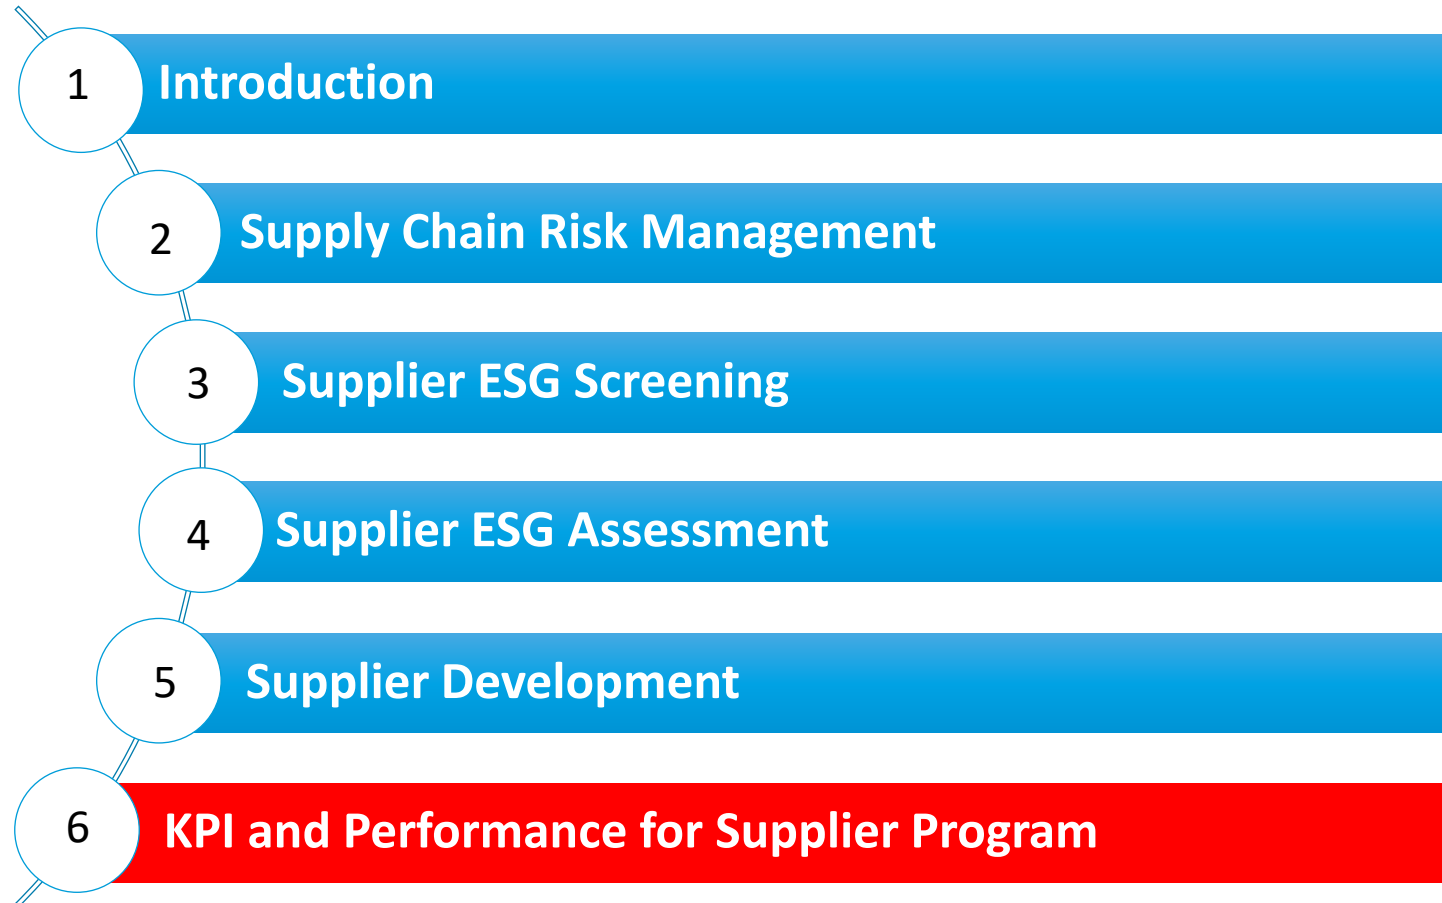 1 Introduction
2 Supply Chain Risk Management
3 Supplier ESG Screening
4 Supplier ESG Assessment
5 Supplier Development
6 KPI and Performance for Supplier Program